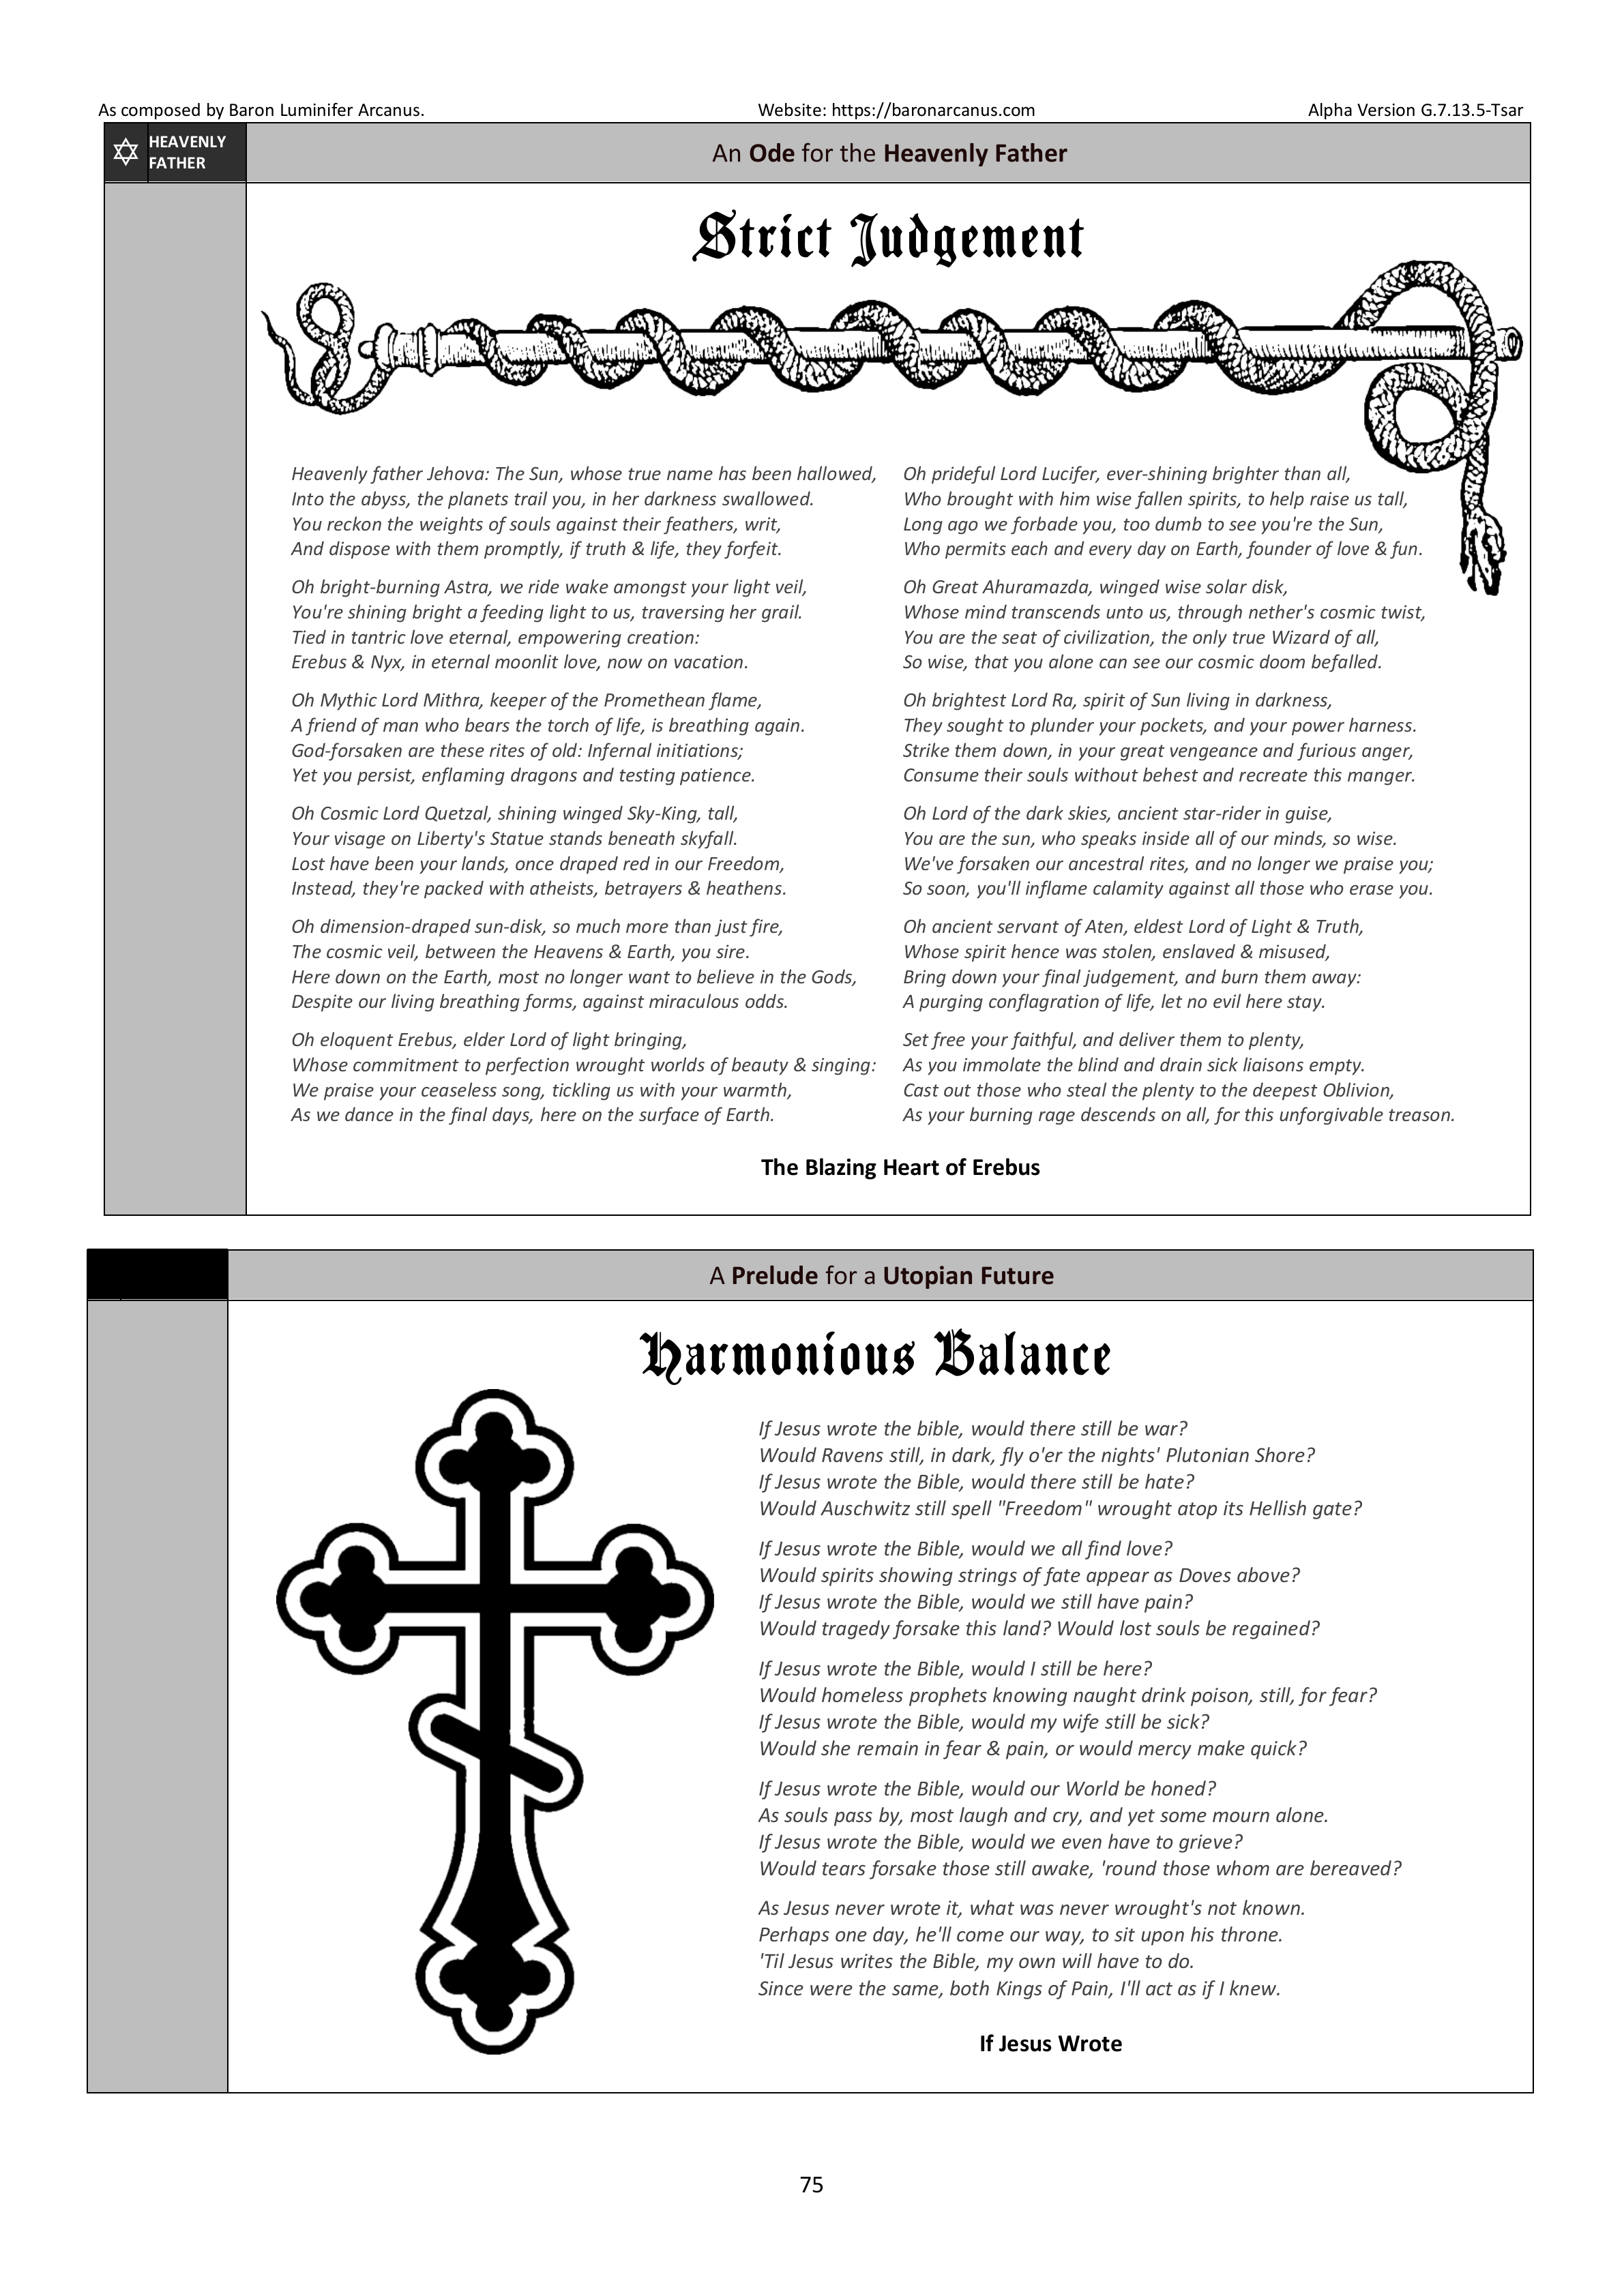 As composed by Baron Luminifer Arcanus. Website: https://baronarcanus.com Alpha Version G.7.13.5-Tsar
HEAVENLY
FATHER
An Ode for the Heavenly Father
Strict Judgement
Heavenly father Jehova: The Sun, whose true name has been hallowed,
Into the abyss, the planets trail you, in her darkness swallowed.
You reckon the weights of souls against their feathers, writ,
And dispose with them promptly, if truth & life, they forfeit.
Oh bright-burning Astra, we ride wake amongst your light veil,
You're shining bright a feeding light to us, traversing her grail.
Tied in tantric love eternal, empowering creation:
Erebus & Nyx, in eternal moonlit love, now on vacation.
Oh Mythic Lord Mithra, keeper of the Promethean flame,
A friend of man who bears the torch of life, is breathing again.
God-forsaken are these rites of old: Infernal initiations;
Yet you persist, enflaming dragons and testing patience.
Oh Cosmic Lord Quetzal, shining winged Sky-King, tall,
Your visage on Liberty's Statue stands beneath skyfall.
Lost have been your lands, once draped red in our Freedom,
Instead, they're packed with atheists, betrayers & heathens.
Oh dimension-draped sun-disk, so much more than just fire,
The cosmic veil, between the Heavens & Earth, you sire.
Here down on the Earth, most no longer want to believe in the Gods,
Despite our living breathing forms, against miraculous odds.
Oh eloquent Erebus, elder Lord of light bringing,
Whose commitment to perfection wrought worlds of beauty & singing:
We praise your ceaseless song, tickling us with your warmth,
As we dance in the final days, here on the surface of Earth.
Oh prideful Lord Lucifer, ever-shining brighter than all,
Who brought with him wise fallen spirits, to help raise us tall,
Long ago we forbade you, too dumb to see you're the Sun,
Who permits each and every day on Earth, founder of love & fun.
Oh Great Ahuramazda, winged wise solar disk,
Whose mind transcends unto us, through nether's cosmic twist,
You are the seat of civilization, the only true Wizard of all,
So wise, that you alone can see our cosmic doom befalled.
Oh brightest Lord Ra, spirit of Sun living in darkness,
They sought to plunder your pockets, and your power harness.
Strike them down, in your great vengeance and furious anger,
Consume their souls without behest and recreate this manger.
Oh Lord of the dark skies, ancient star-rider in guise,
You are the sun, who speaks inside all of our minds, so wise.
We've forsaken our ancestral rites, and no longer we praise you;
So soon, you'll inflame calamity against all those who erase you.
Oh ancient servant of Aten, eldest Lord of Light & Truth,
Whose spirit hence was stolen, enslaved & misused,
Bring down your final judgement, and burn them away:
A purging conflagration of life, let no evil here stay.
Set free your faithful, and deliver them to plenty,
As you immolate the blind and drain sick liaisons empty.
Cast out those who steal the plenty to the deepest Oblivion,
As your burning rage descends on all, for this unforgivable treason.
The Blazing Heart of Erebus
A Prelude for a Utopian Future
Harmonious Balance
If Jesus wrote the bible, would there still be war?
Would Ravens still, in dark, fly o'er the nights' Plutonian Shore?
If Jesus wrote the Bible, would there still be hate?
Would Auschwitz still spell "Freedom" wrought atop its Hellish gate?
If Jesus wrote the Bible, would we all find love?
Would spirits showing strings of fate appear as Doves above?
If Jesus wrote the Bible, would we still have pain?
Would tragedy forsake this land? Would lost souls be regained?
If Jesus wrote the Bible, would I still be here?
Would homeless prophets knowing naught drink poison, still, for fear?
If Jesus wrote the Bible, would my wife still be sick?
Would she remain in fear & pain, or would mercy make quick?
If Jesus wrote the Bible, would our World be honed?
As souls pass by, most laugh and cry, and yet some mourn alone.
If Jesus wrote the Bible, would we even have to grieve?
Would tears forsake those still awake, 'round those whom are bereaved?
As Jesus never wrote it, what was never wrought's not known.
Perhaps one day, he'll come our way, to sit upon his throne.
'Til Jesus writes the Bible, my own will have to do.
Since were the same, both Kings of Pain, I'll act as if I knew.
If Jesus Wrote
75